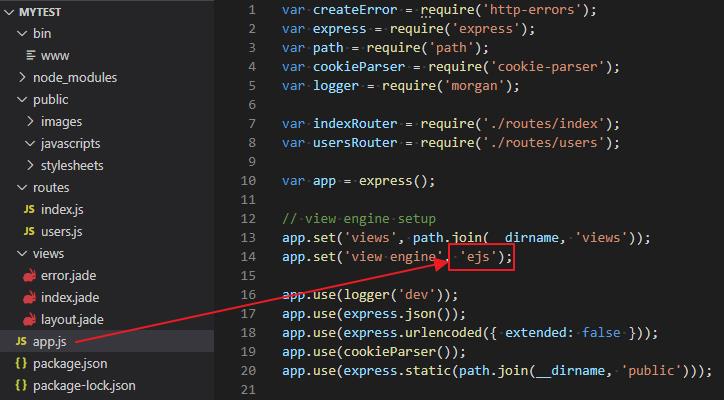 MYTEST
bin
www
node_modules
public
images
javascripts
stylesheets
routes
JS index.js
JS users.js
views
error.jade
index.jade
layout.jade
JS app.js
{} package.json
{} package-lock.json
1 var createError = require('http-errors');
2 var express = require('express');
3 var path = require('path');
4 var cookieParser = require('cookie-parser');
5 var logger = require('morgan');
6
7 var indexRouter = require('./routes/index');
8 var usersRouter = require('./routes/users');
9
10 var app = express();
11
12 // view engine setup
13 app.set('views', path.join(__dirname, 'views'));
14 app.set('view engine', 'ejs');
15
16 app.use(logger('dev'));
17 app.use(express.json());
18 app.use(express.urlencoded({ extended: false }));
19 app.use(cookieParser());
20 app.use(express.static(path.join(__dirname, 'public')));
21